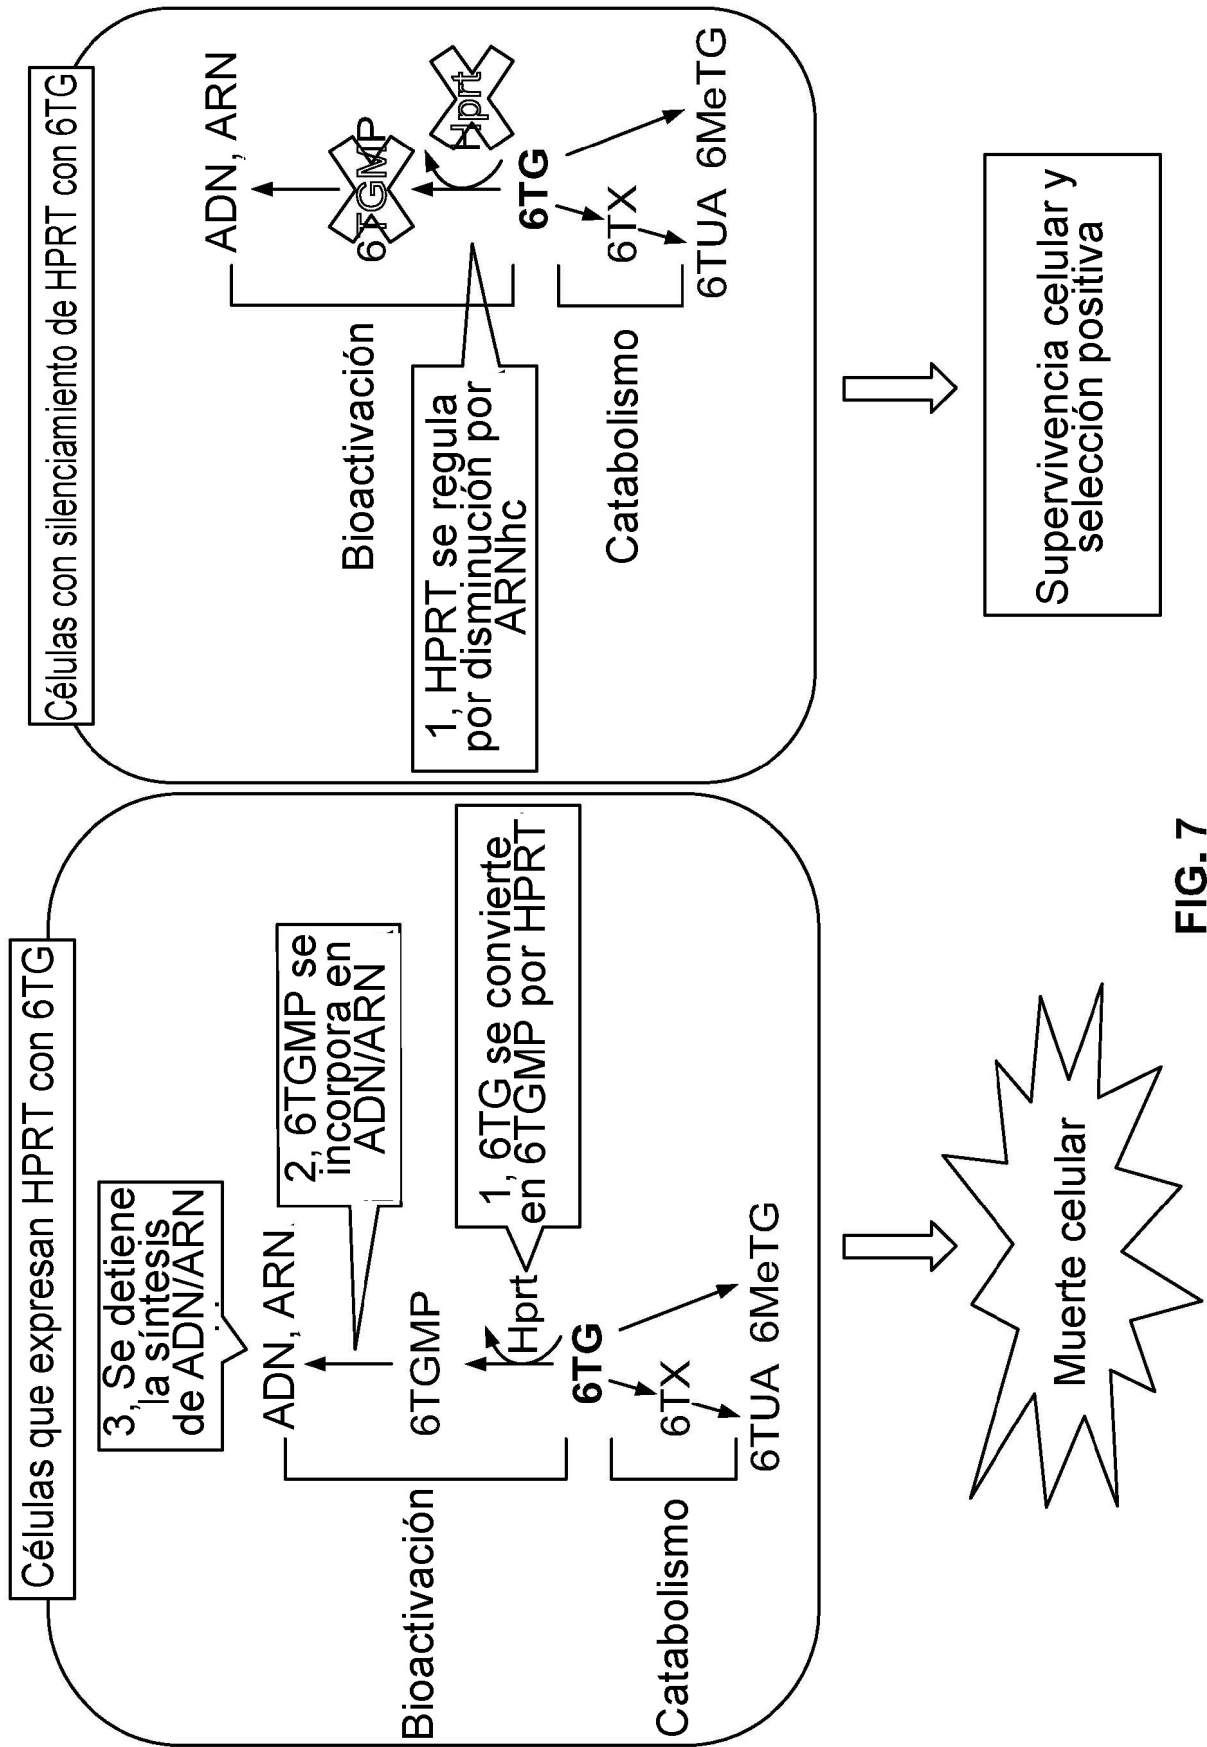 Células que expresan HPRT con 6TG
3, Se detiene
la síntesis
de ADN/ARN
ADN, ARN
2, 6TGMP se
incorpora en
ADN/ARN
Bioactivación
6TGMP
Hprt
1, 6TG se convierte
en 6TGMP por HPRT
6TG
Catabolismo
6TX
6TUA 6MeTG
Muerte celular
Células con silenciamiento de HPRT con 6TG
ADN, ARN
Bioactivación
6TGMP
Hprt
1, HPRT se regula
por disminución por
ARNhc
6TG
Catabolismo
6TX
6TUA 6MeTG
Supervivencia celular y
selección positiva
FIG. 7